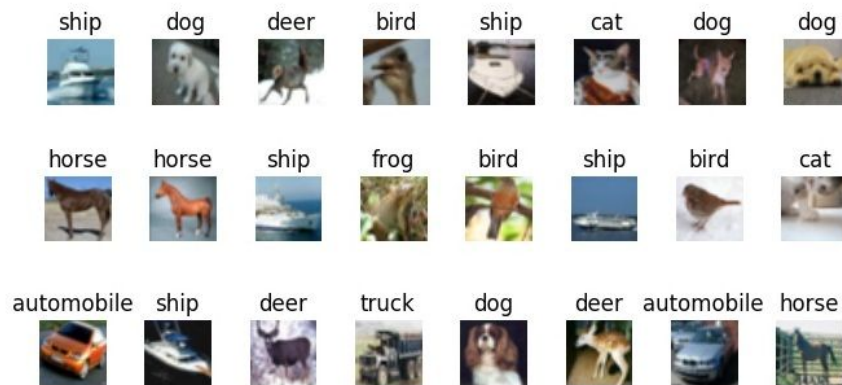 ship dog deer bird ship cat dog dog
horse horse ship frog bird ship bird cat
automobile ship deer truck dog deer automobile horse